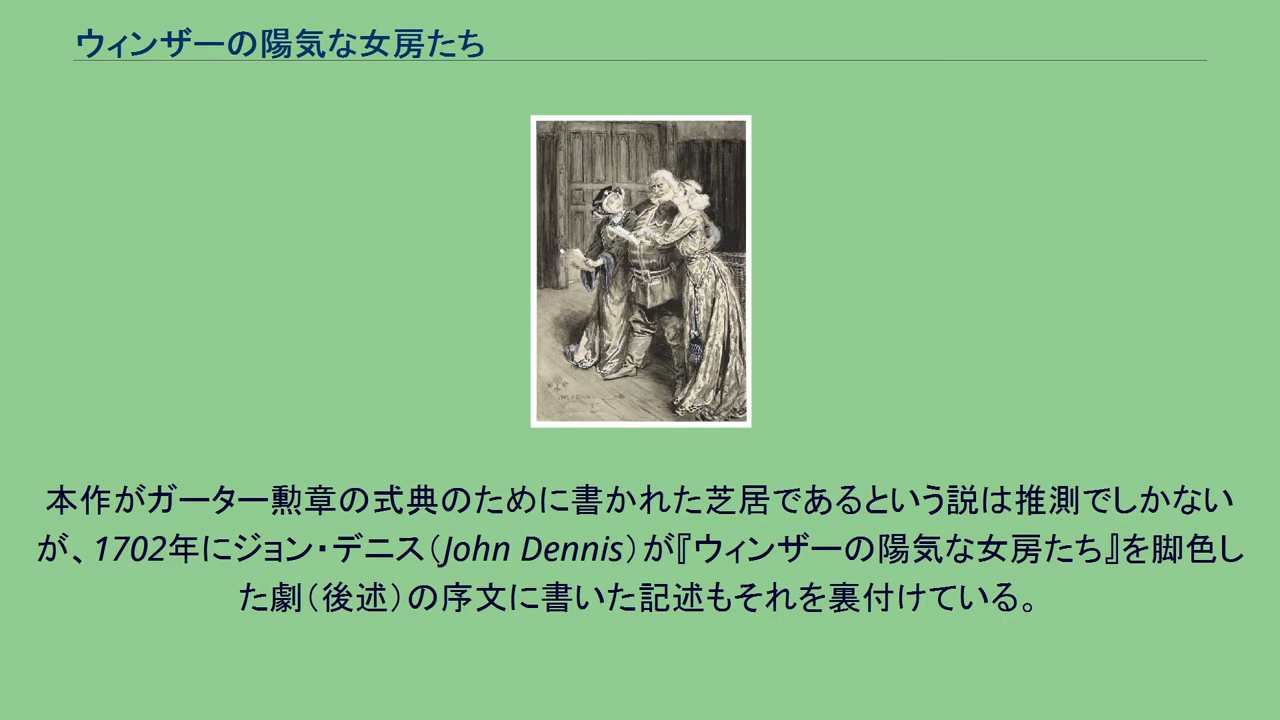 ウィンザーの陽気な女房たち
本作がガーター勲章の式典のために書かれた芝居であるという説は推測でしかない
が、1702年にジョン・デニス（John Dennis）が『ウィンザーの陽気な女房たち』を脚色し
た劇（後述）の序文に書いた記述もそれを裏付けている。